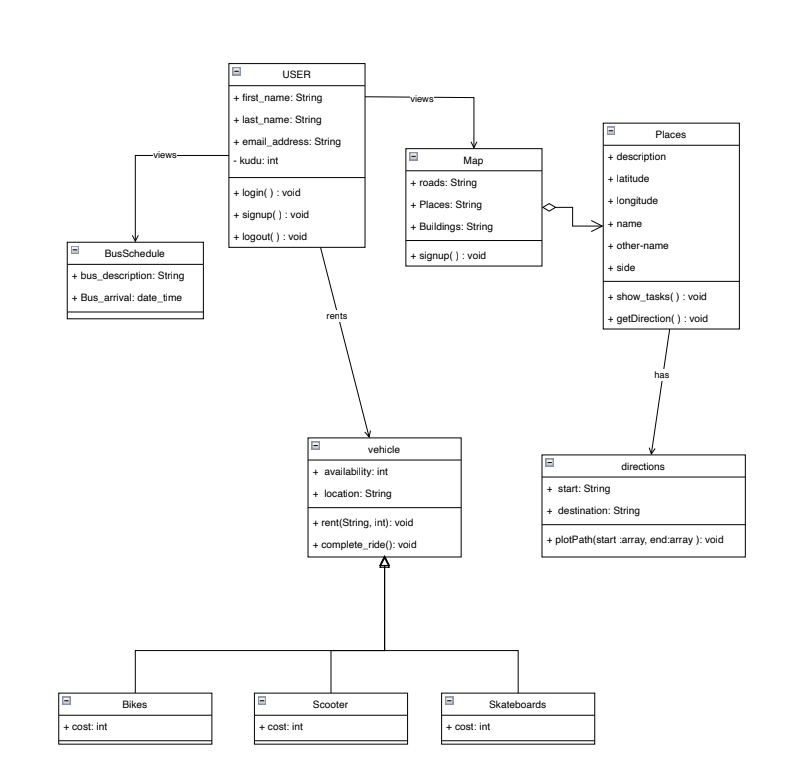 USER
+ first_name: String
+ last_name: String
+ email_address: String
- kudu: int
+ login( ) : void
+ signup( ) : void
+ logout( ) : void
views
views
BusSchedule
+ bus_description: String
+ Bus_arrival: date_time
Map
+ roads: String
+ Places: String
+ Buildings: String
+ signup( ) : void
Places
+ description
+ latitude
+ longitude
+ name
+ other-name
+ side
+ show_tasks( ) : void
+ getDirection( ) : void
rents
has
vehicle
+ availability: int
+ location: String
+ rent(String, int): void
+ complete_ride(): void
directions
+ start: String
+ destination: String
+ plotPath(start :array, end:array ): void
Bikes
+ cost: int
Scooter
+ cost: int
Skateboards
+ cost: int